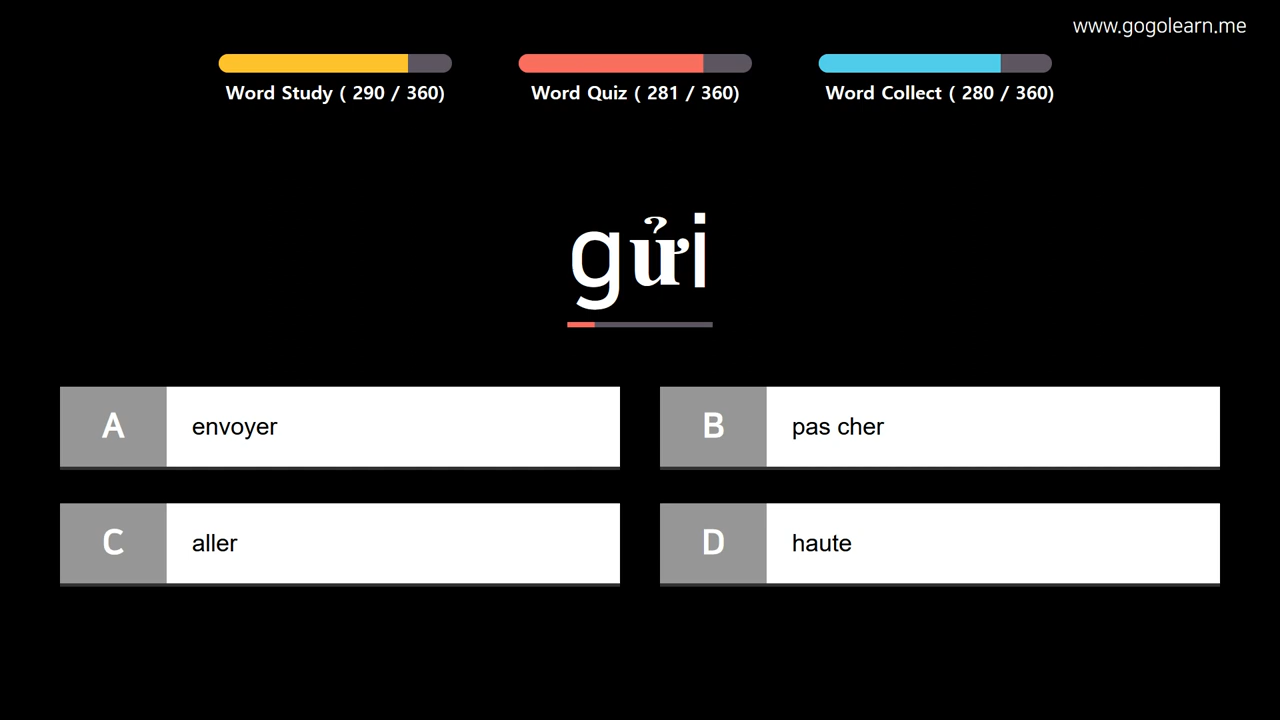 www.gogolearn.me
Word Study ( 290 / 360)
Word Quiz ( 281 / 360)
Word Collect ( 280 / 360)
gửi
A envoyer
B pas cher
C aller
D haute